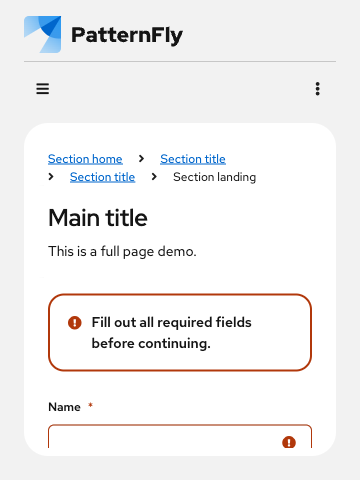 PatternFly
Section home > Section title
> Section title > Section landing
Main title
This is a full page demo.
Fill out all required fields
before continuing.
Name *